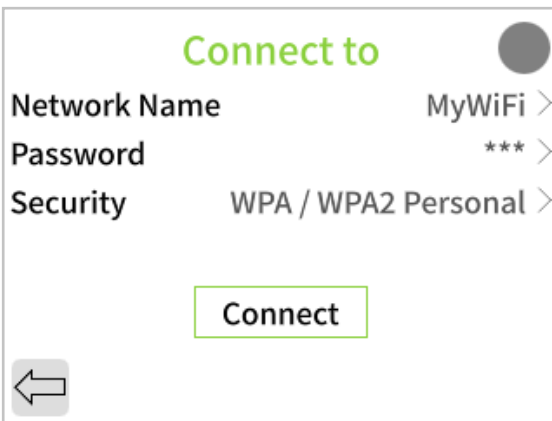 Connect to
Network Name MyWiFi
Password ***
Security WPA / WPA2 Personal
Connect